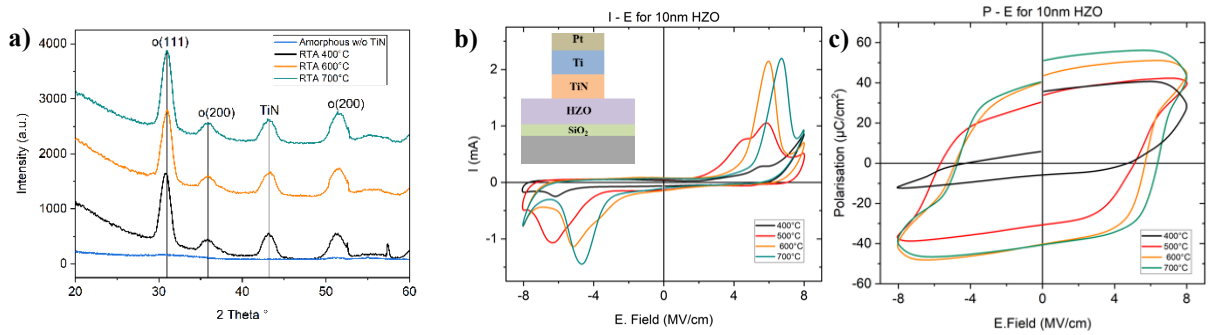 a)
4000
3000
2000
1000
0
Intensity (a.u.)
o(111)
o(200)
TiN
o(200)
Amorphous w/o TiN
RTA 400°C
RTA 600°C
RTA 700°C
20
30
40
50
60
2 Theta °
b)
I - E for 10nm HZO
2
1
0
-1
I (mA)
Pt
Ti
TiN
HZO
SiO₂
400°C
500°C
600°C
700°C
-8
-4
0
4
8
E. Field (MV/cm)
c)
P - E for 10nm HZO
60
40
20
0
-20
-40
-60
Polarisation (µC/cm²)
400°C
500°C
600°C
700°C
-8
-4
0
4
8
E.Field (MV/cm)